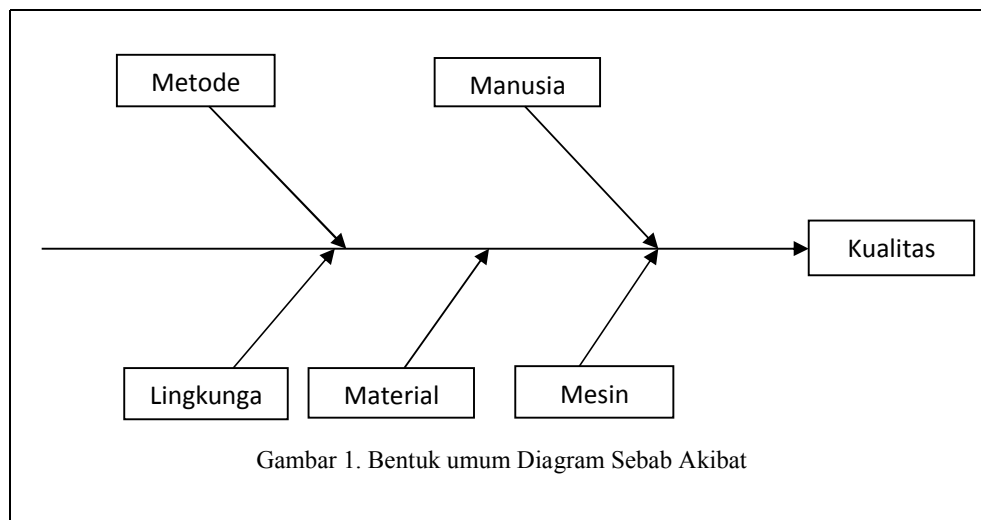 Metode
Manusia
Kualitas
Lingkunga
Material
Mesin
Gambar 1. Bentuk umum Diagram Sebab Akibat